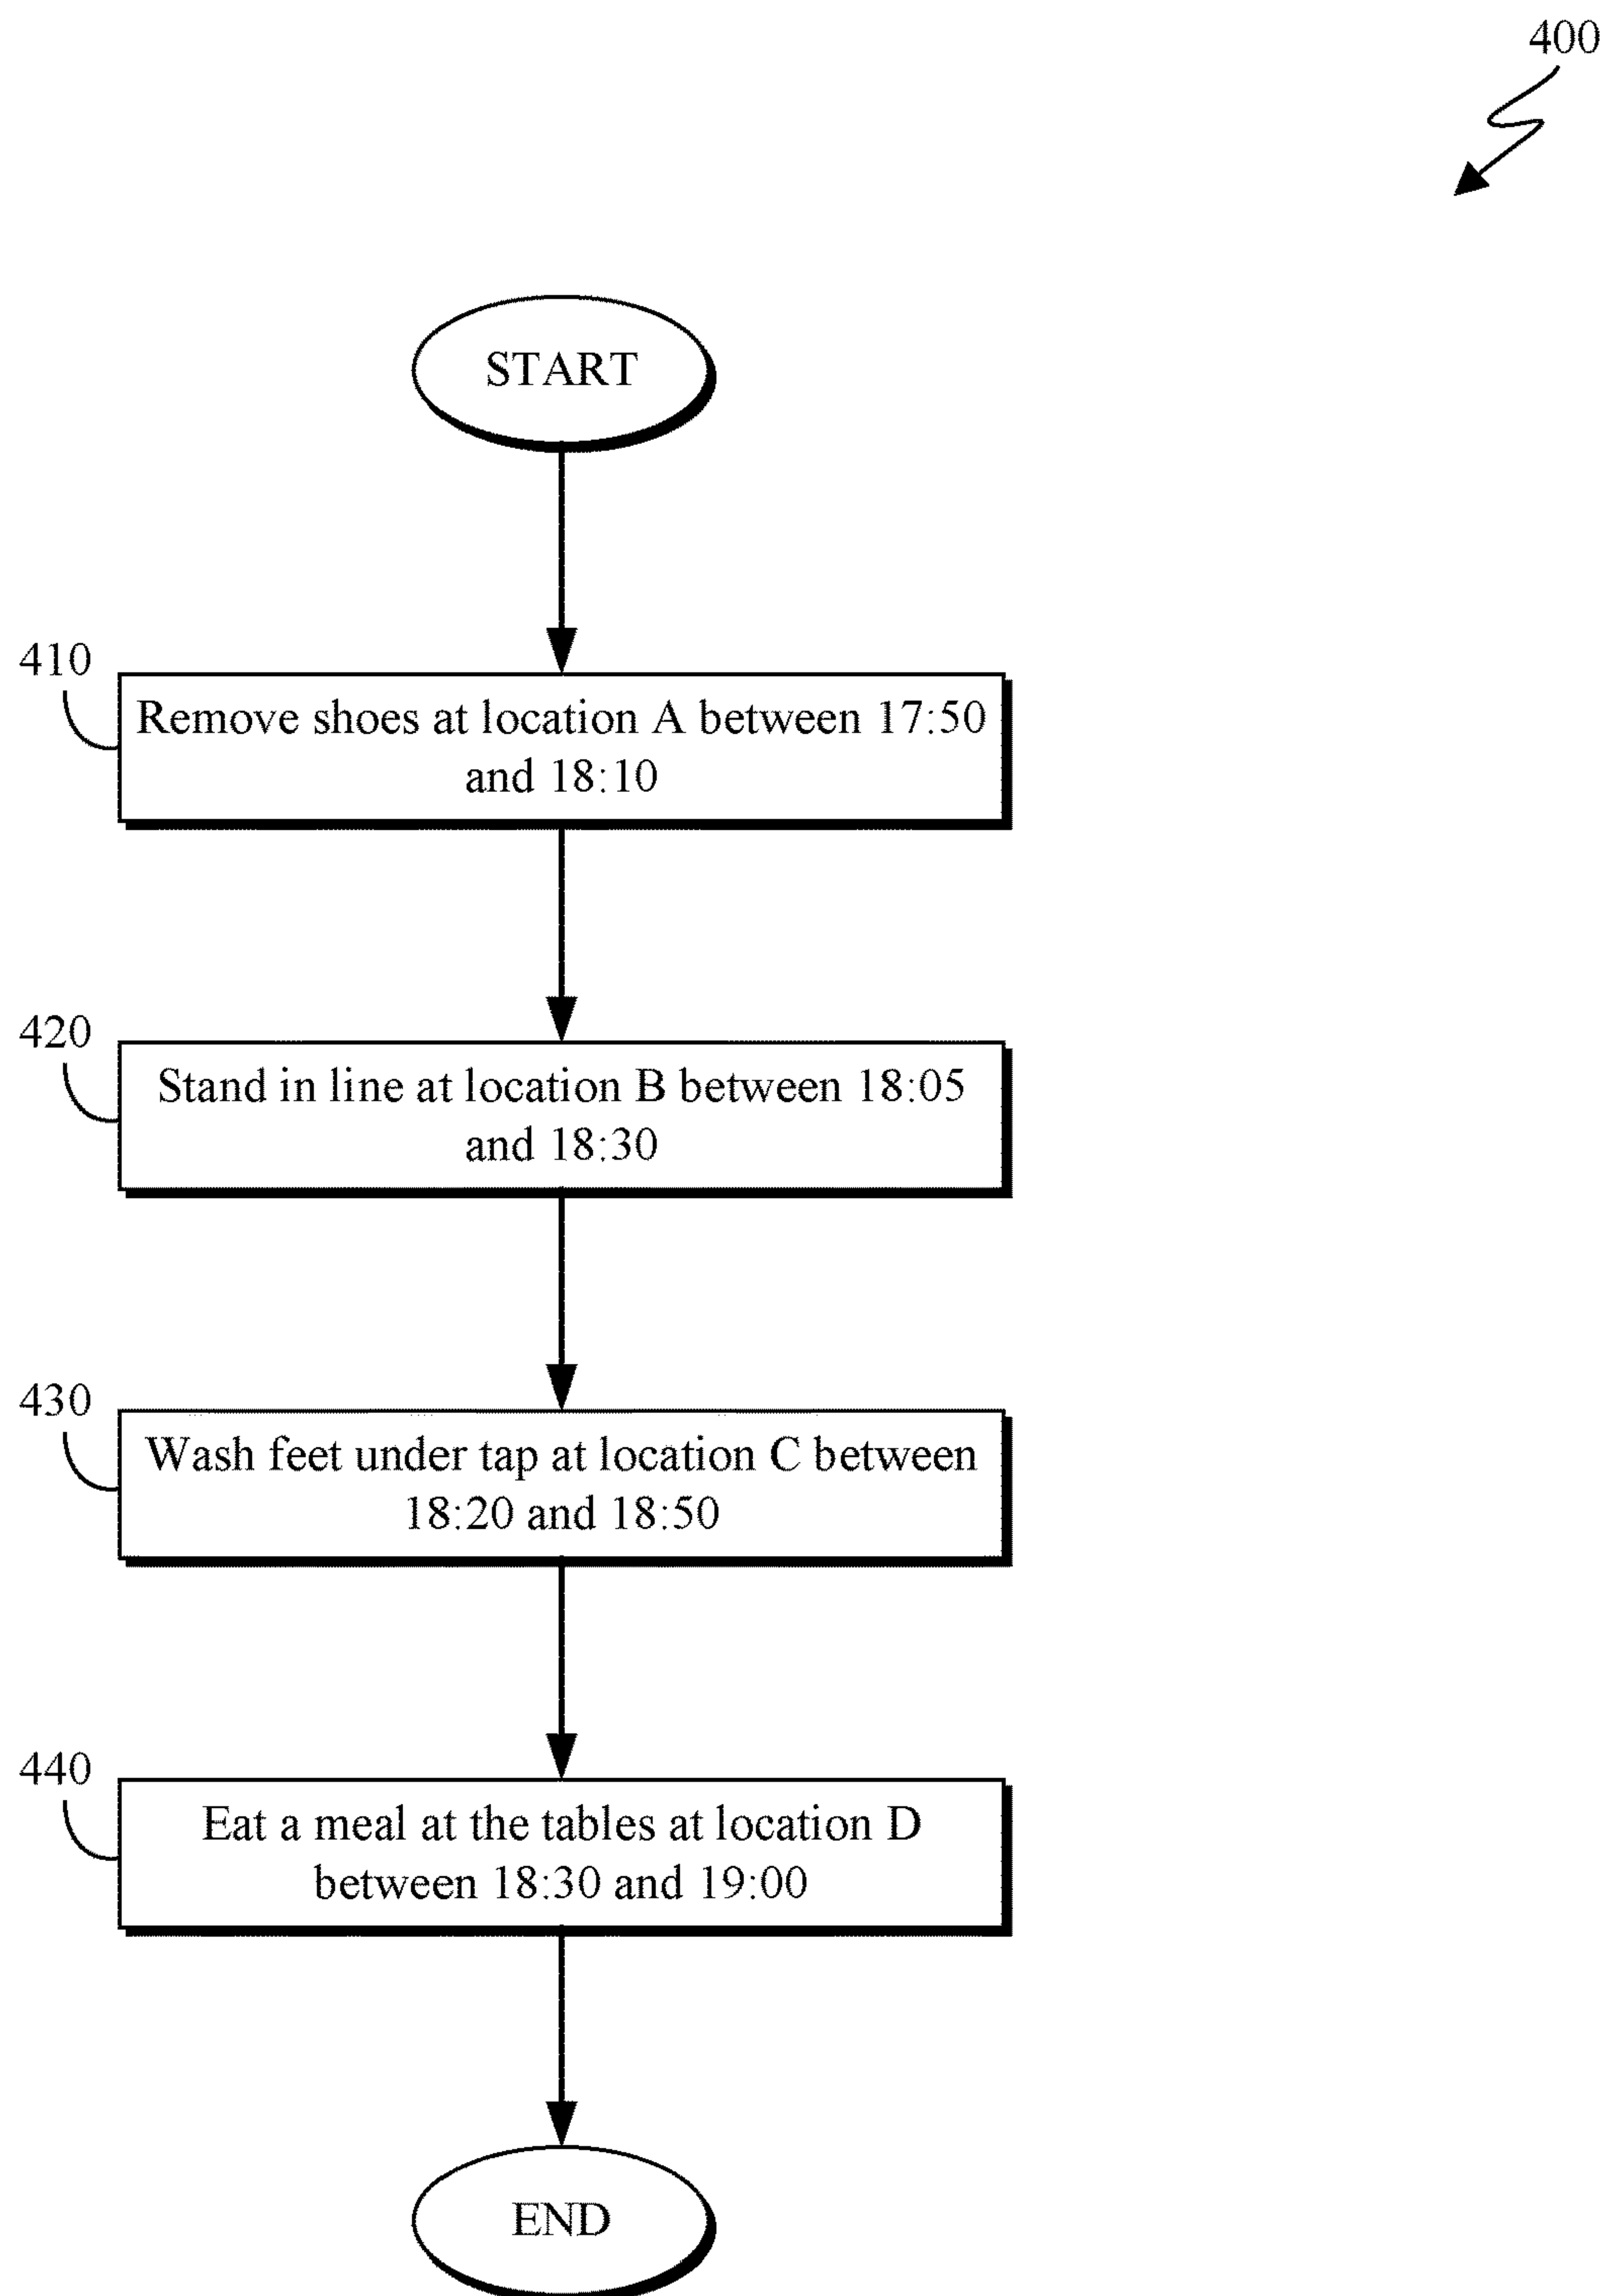 400
START
410
Remove shoes at location A between 17:50
and 18:10
420
Stand in line at location B between 18:05
and 18:30
430
Wash feet under tap at location C between
18:20 and 18:50
440
Eat a meal at the tables at location D
between 18:30 and 19:00
END